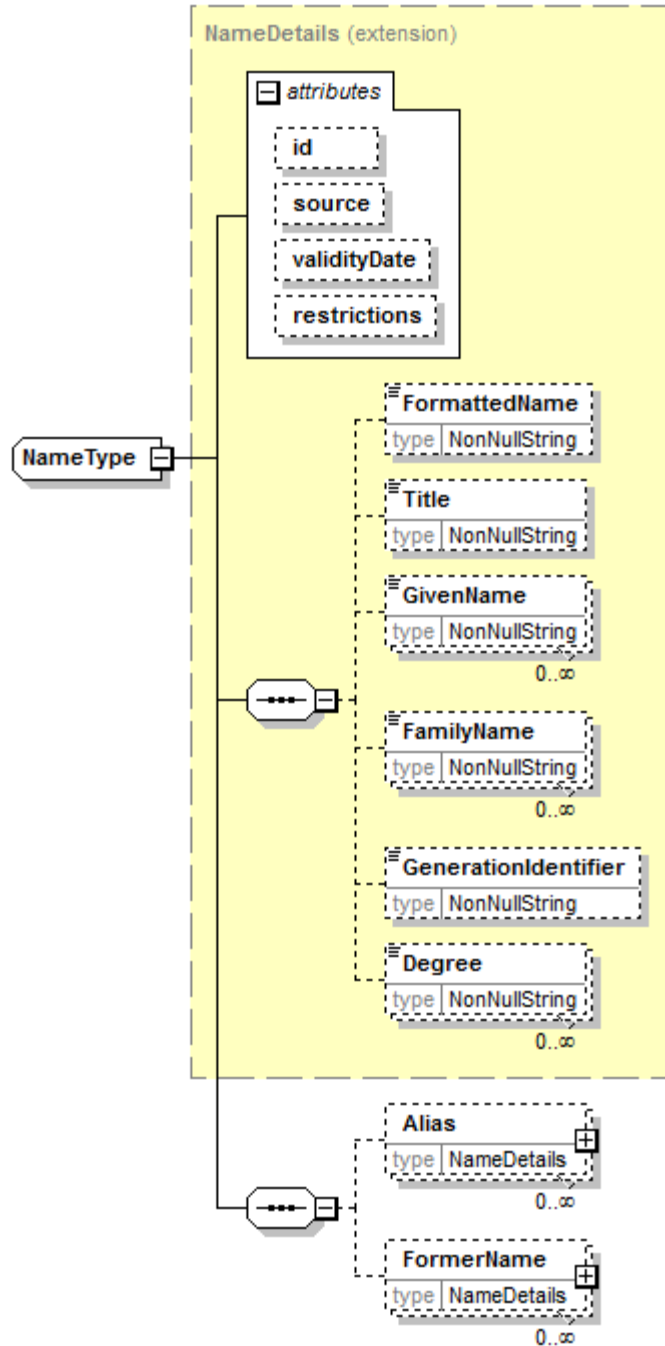 NameDetails (extension)
attributes
id
source
validityDate
restrictions
FormattedName
type NonNullString
NameType
Title
type NonNullString
GivenName
type NonNullString
0..∞
FamilyName
type NonNullString
0..∞
GenerationIdentifier
type NonNullString
Degree
type NonNullString
0..∞
Alias
type NameDetails
0..∞
FormerName
type NameDetails
0..∞